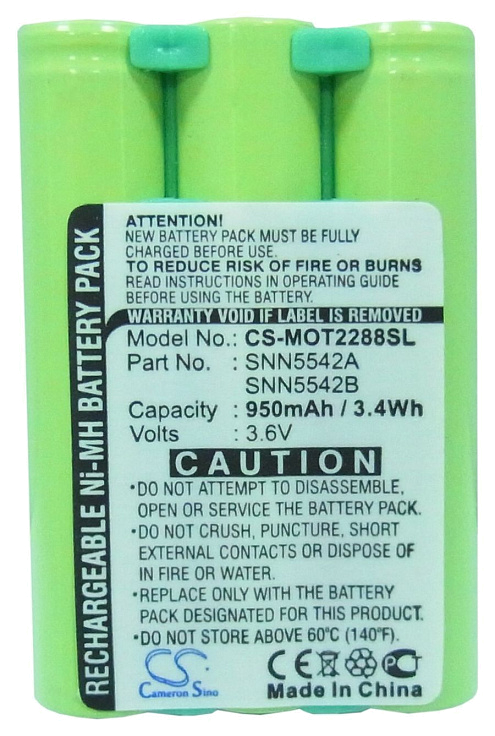 RECHARGEABLE Ni-MH BATTERY PACK
ATTENTION!
NEW BATTERY PACK MUST BE FULLY
CHARGED BEFORE USE.
TO REDUCE RISK OF FIRE OR BURNS
READ INSTRUCTIONS IN OPERATING GUIDE
BEFORE USING BATTERY PACK
WARRANTY VOID IF LABEL IS REMOVED
Model No.: CS-MOT2288SL
Part No. : SNN5542A
SNN5542B
Capacity : 950mAh / 3.4Wh
Volts : 3.6V
CAUTION
•DO NOT ATTEMPT TO DISASSEMBLE,
OPEN OR SERVICE THE BATTERY PACK.
•DO NOT CRUSH, PUNCTURE, SHORT
EXTERNAL CONTACTS OR DISPOSE OF
IN FIRE OR WATER.
•REPLACE ONLY WITH THE BATTERY
PACK DESIGNATED FOR THIS PRODUCT.
•DO NOT STORE ABOVE 60°C (140°F).
CS CE PCT
Cameron Sino Made In China